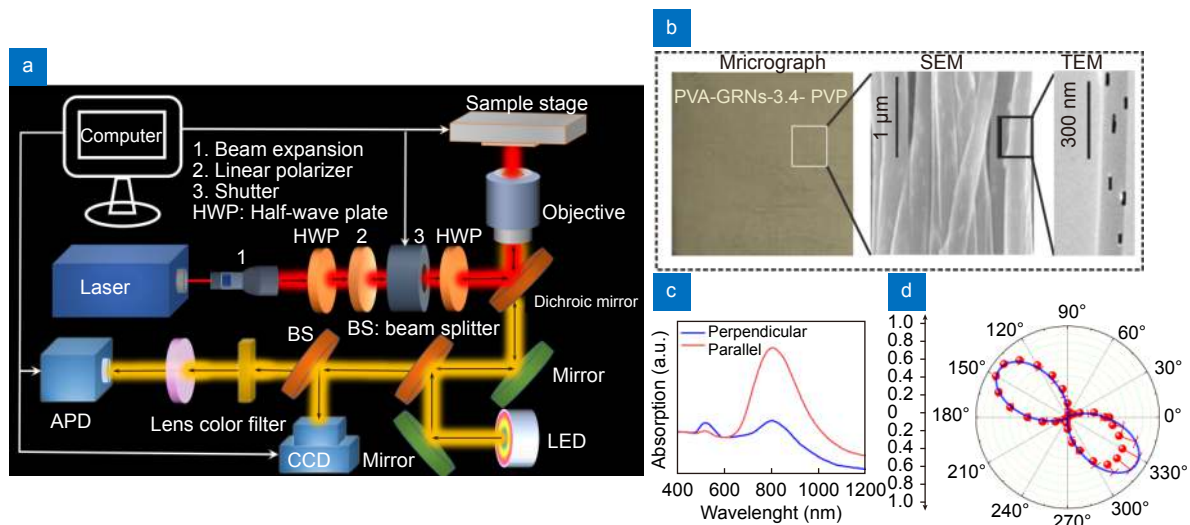 a
Computer
1. Beam expansion
2. Linear polarizer
3. Shutter
HWP: Half-wave plate
Sample stage
Objective
HWP
2
3
HWP
1
Laser
Dichroic mirror
BS
BS: beam splitter
Mirror
APD
Lens color filter
CCD
Mirror
LED
b
Mricrograph
SEM
TEM
PVA-GRNs-3.4- PVP
1 μm
300 nm
c
Absorption (a.u.)
Perpendicular
Parallel
400 600 800 1000 1200
Wavelenght (nm)
d
1.0
0.8
0.6
0.4
0.2
0
0.2
0.4
0.6
0.8
1.0
90°
120°
60°
150°
30°
180°
0°
210°
330°
240°
300°
270°